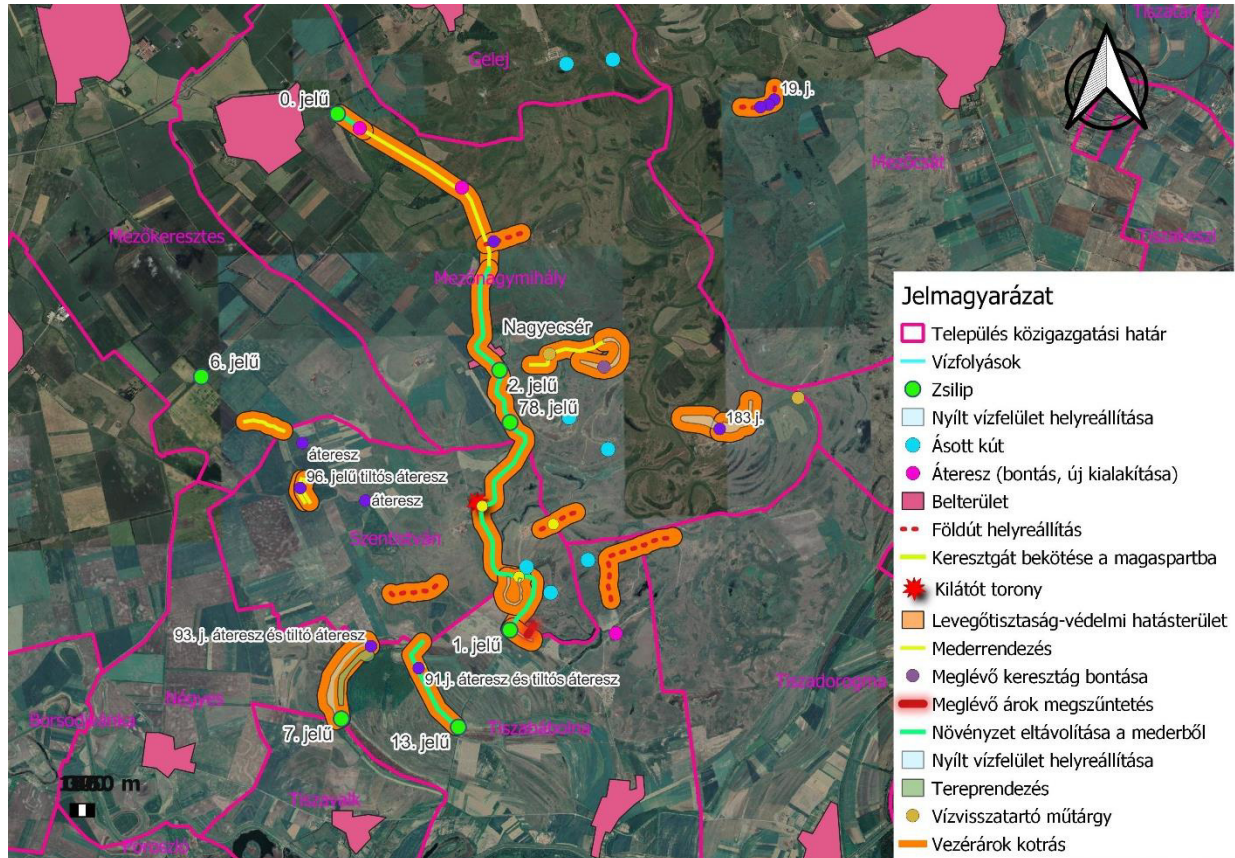 Gelej
0. jelű
19. j.
Mezőcsát
Tiszakeszi
Mezőkeresztes
Mezőnagymihály
Nagyecsér
6. jelű
2. jelű
78. jelű
183.j.
áteresz
96. jelű tiltós áteresz
áteresz
Szentistván
93. j. áteresz és tiltó áteresz
1. jelű
91.j. áteresz és tiltós áteresz
Tiszadorogma
Négyes
Borsodivánka
7. jelű
13. jelű
Tiszabábolna
Tiszavalk
Poroszló
Jelmagyarázat
Település közigazgatási határ
Vízfolyások
Zsilip
Nyílt vízfelület helyreállítása
Ásott kút
Áteresz (bontás, új kialakítása)
Belterület
Földút helyreállítás
Keresztgát bekötése a magaspartba
Kilátót torony
Levegőtisztaság-védelmi hatásterület
Mederrendezés
Meglévő keresztág bontása
Meglévő árok megszűntetés
Növényzet eltávolítása a mederből
Nyílt vízfelület helyreállítása
Tereprendezés
Vízvisszatartó műtárgy
Vezérárok kotrás